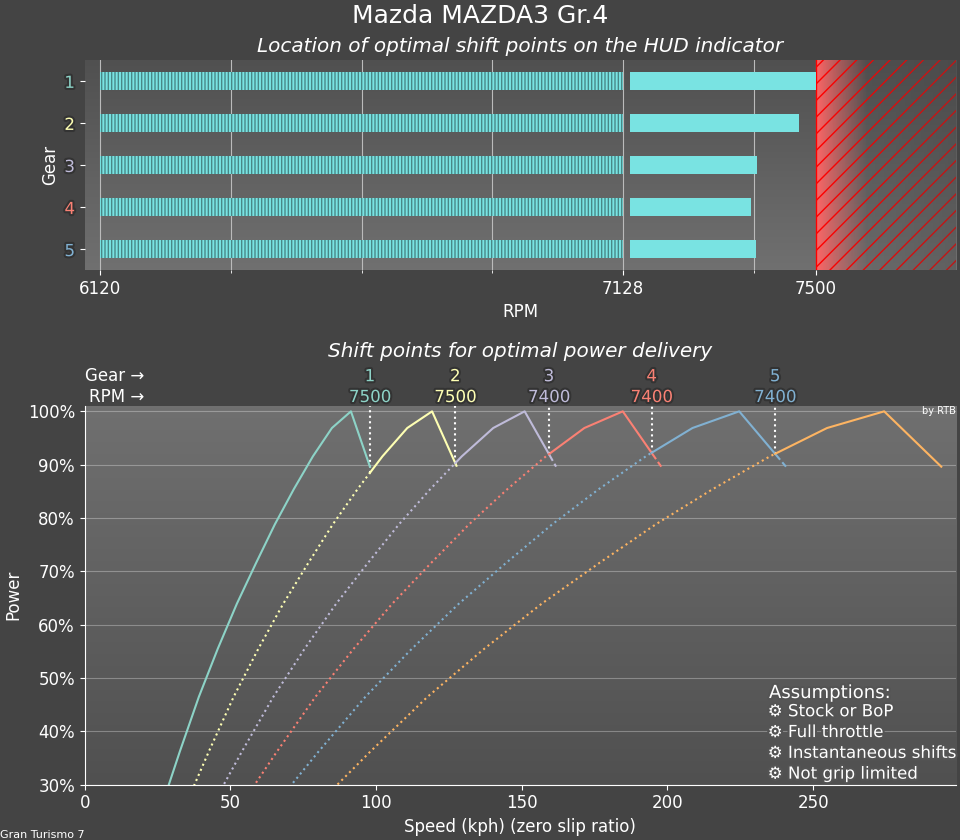 Mazda MAZDA3 Gr.4
Location of optimal shift points on the HUD indicator
Gear
1
2
3
4
5
6120 7128 7500
RPM
Shift points for optimal power delivery
Gear → 1 2 3 4 5
RPM → 7500 7500 7400 7400 7400
by RTB
100%
90%
80%
70%
60%
50%
40%
30%
Power
Assumptions:
⚙ Stock or BoP
⚙ Full throttle
⚙ Instantaneous shifts
⚙ Not grip limited
0 50 100 150 200 250
Speed (kph) (zero slip ratio)
Gran Turismo 7